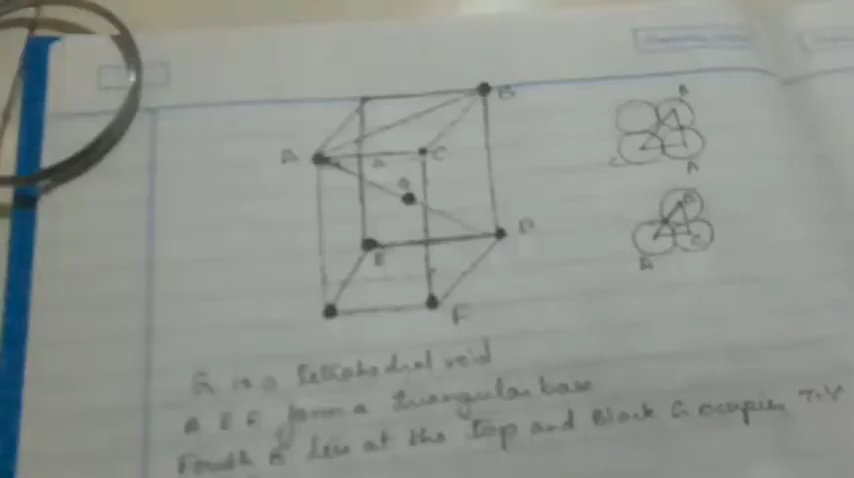 B
A
C
D
E
F
B
C
A
A
G is a tetrahedral void
form a triangular base
Fourth B lies at the top and Black G occupies T.V